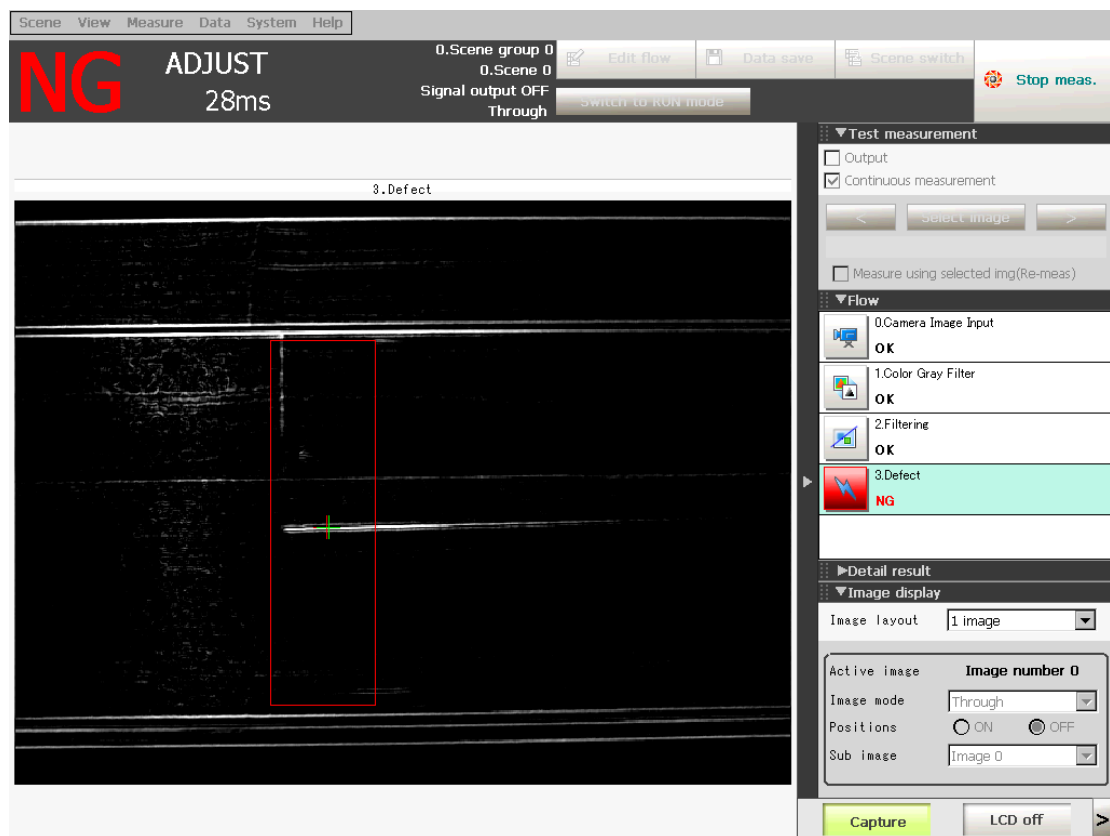 Scene View Measure Data System Help
NG
ADJUST
28ms
0.Scene group 0
0.Scene 0
Signal output OFF
Through
Edit flow
Data save
Scene switch
Switch to RUN mode
Stop meas.
3.Defect
▼Test measurement
Output
Continuous measurement
< Select image >
Measure using selected img(Re-meas)
▼Flow
0.Camera Image Input
OK
1.Color Gray Filter
OK
2.Filtering
OK
3.Defect
NG
▶Detail result
▼Image display
Image layout 1 image
Active image Image number 0
Image mode Through
Positions ON OFF
Sub image Image 0
Capture LCD off >